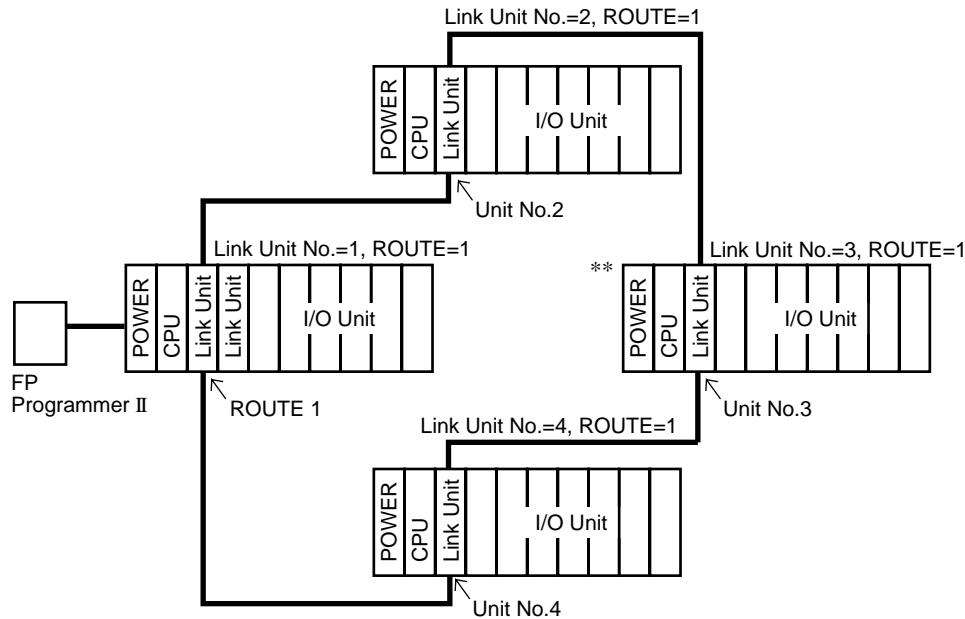 Link Unit No.=2, ROUTE=1
POWER
CPU
Link Unit
I/O Unit
Unit No.2
Link Unit No.=1, ROUTE=1
POWER
CPU
Link Unit
Link Unit
I/O Unit
ROUTE 1
FP
Programmer II
**
Link Unit No.=3, ROUTE=1
POWER
CPU
Link Unit
I/O Unit
Unit No.3
Link Unit No.=4, ROUTE=1
POWER
CPU
Link Unit
I/O Unit
Unit No.4